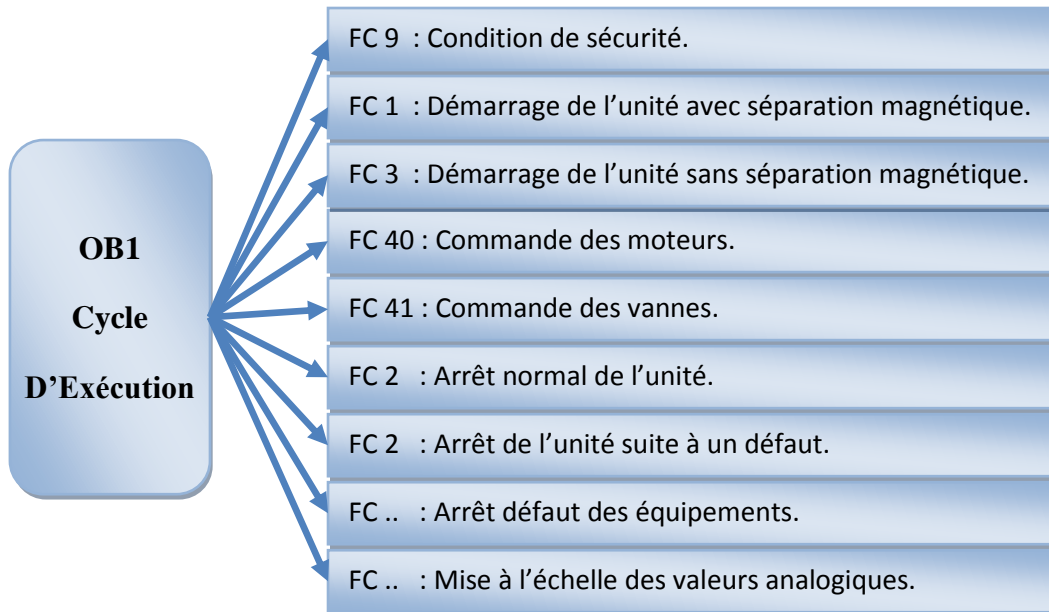 OB1
Cycle
D’Exécution
FC 9 : Condition de sécurité.
FC 1 : Démarrage de l’unité avec séparation magnétique.
FC 3 : Démarrage de l’unité sans séparation magnétique.
FC 40 : Commande des moteurs.
FC 41 : Commande des vannes.
FC 2 : Arrêt normal de l’unité.
FC 2 : Arrêt de l’unité suite à un défaut.
FC .. : Arrêt défaut des équipements.
FC .. : Mise à l’échelle des valeurs analogiques.